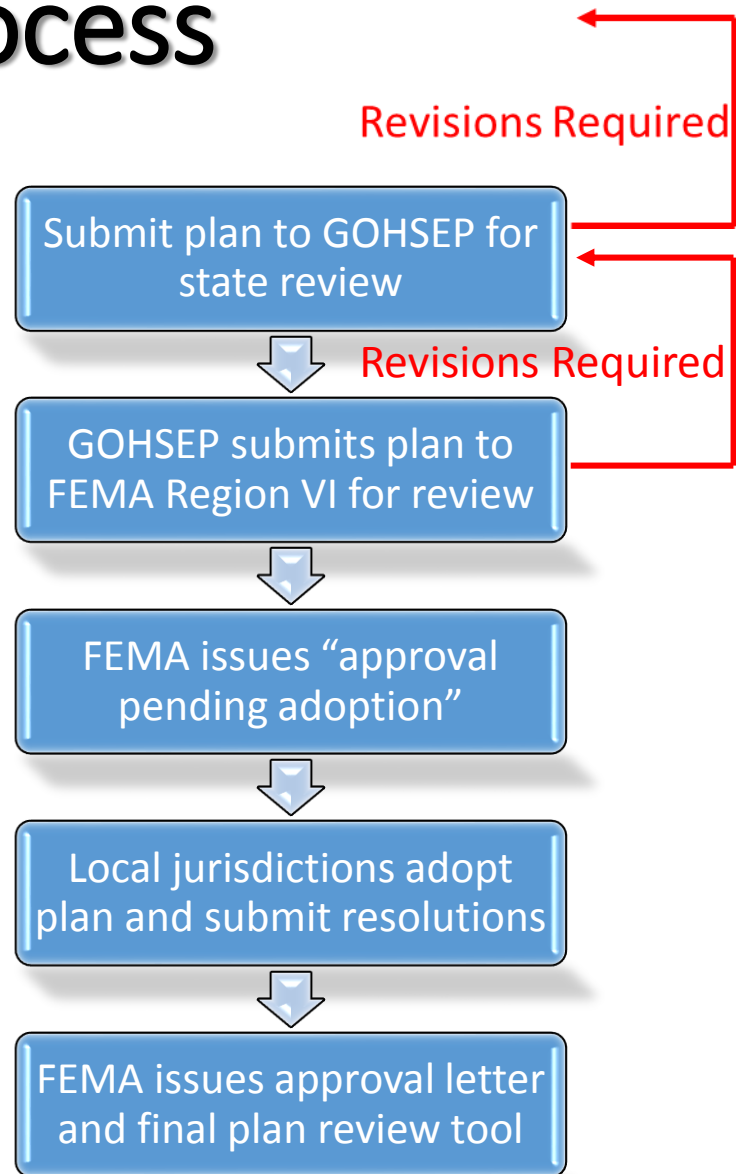 ocess
Revisions Required
Submit plan to GOHSEP for
state review
Revisions Required
GOHSEP submits plan to
FEMA Region VI for review
FEMA issues “approval
pending adoption”
Local jurisdictions adopt
plan and submit resolutions
FEMA issues approval letter
and final plan review tool